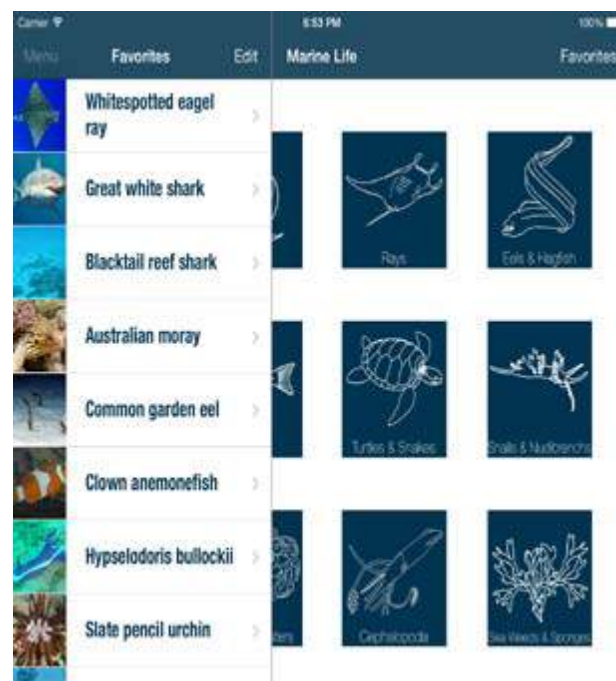 Carrier 6:53 PM 100%
Menu Favorites Edit Marine Life Favorites
Whitespotted eagel
ray
Great white shark
Blacktail reef shark
Australian moray
Common garden eel
Clown anemonefish
Hypselodoris bullockii
Slate pencil urchin
Rays Eels & Hagfish
Turtles & Snakes Snails & Nudibranchs
Cephalopoda Sea Weeds & Sponges